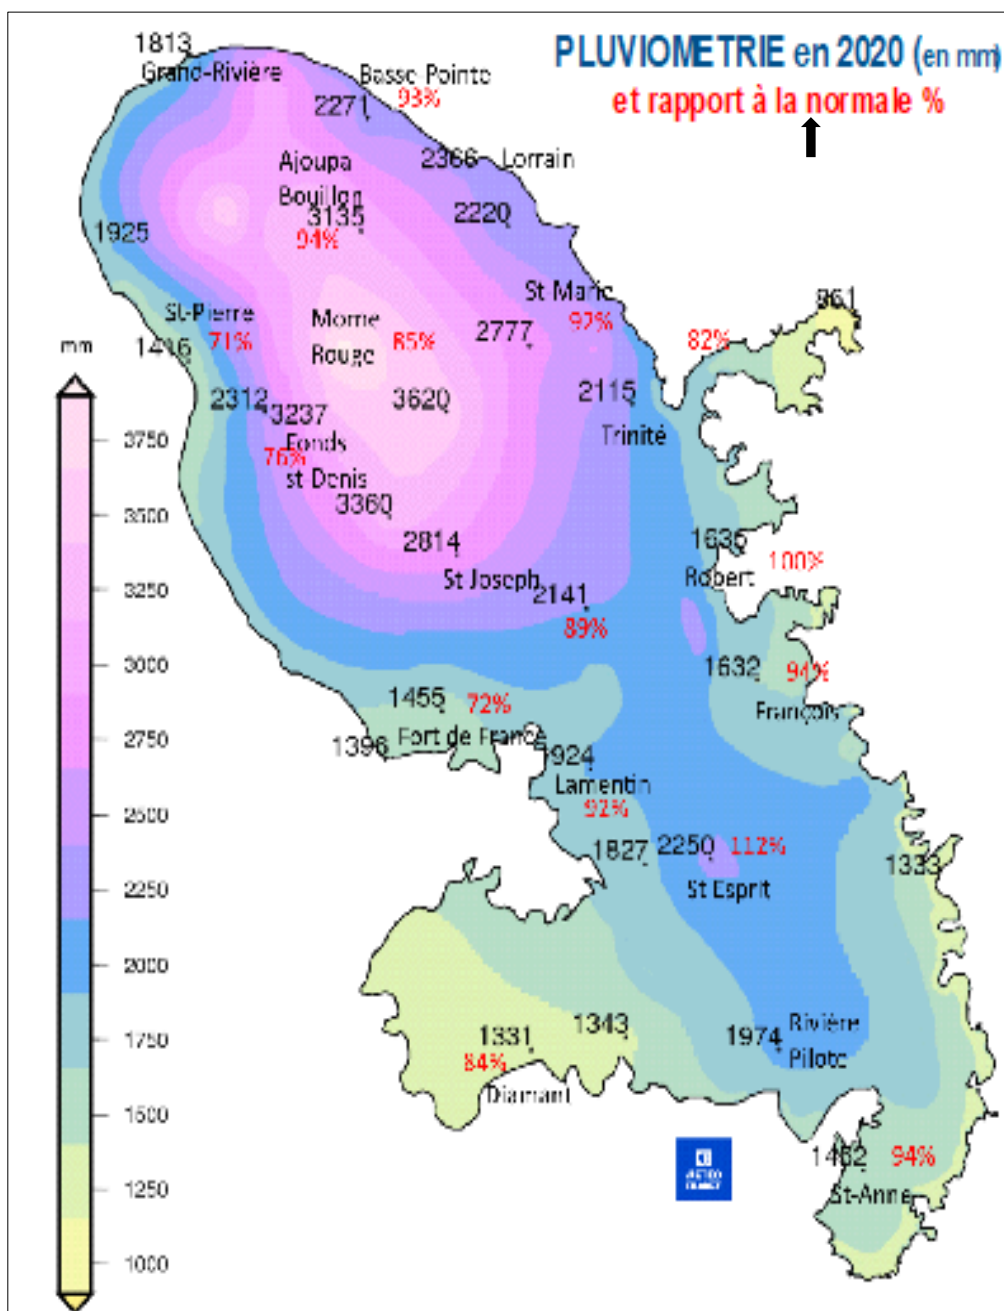 PLUVIOMETRIE en 2020 (en mm)
et rapport à la normale %
1813
Grand-Rivière
Basse Pointe
93%
2271
2366
Lorrain
Ajoupa
Bouillon
3135
94%
2220
1925
St-Pierre
71%
1416
Morne
Rouge
85%
St Marie
92%
2777
82%
2312
3237
3620
2115
Trinité
Fonds
76%
st-Denis
3360
2814
St Joseph
2141
89%
1635
Robert
100%
1632
94%
François
1455
72%
1396
Fort de France
Lamentin
92%
1827
2250
112%
St Esprit
1333
1331
1343
84%
Diamant
1974
Rivière
Pilote
94%
St-Anne
METEO
FRANCE
mm
3750
3500
3250
3000
2750
2500
2250
2000
1750
1500
1250
1000